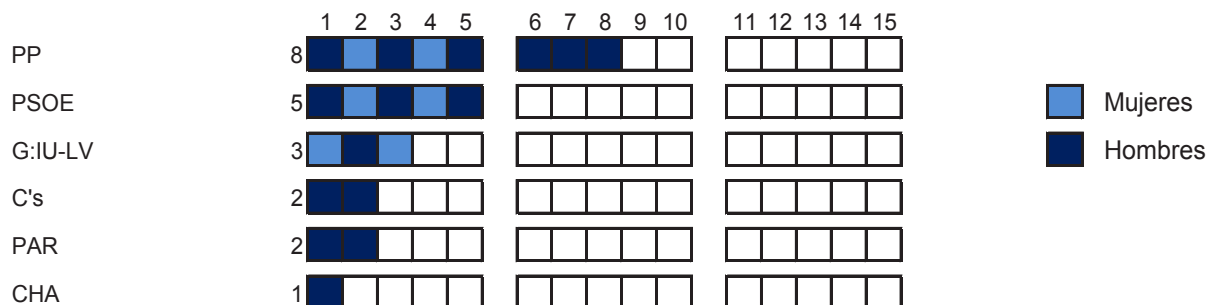 1 2 3 4 5 6 7 8 9 10 11 12 13 14 15
PP 8
PSOE 5
G:IU-LV 3
C's 2
PAR 2
CHA 1
Mujeres
Hombres